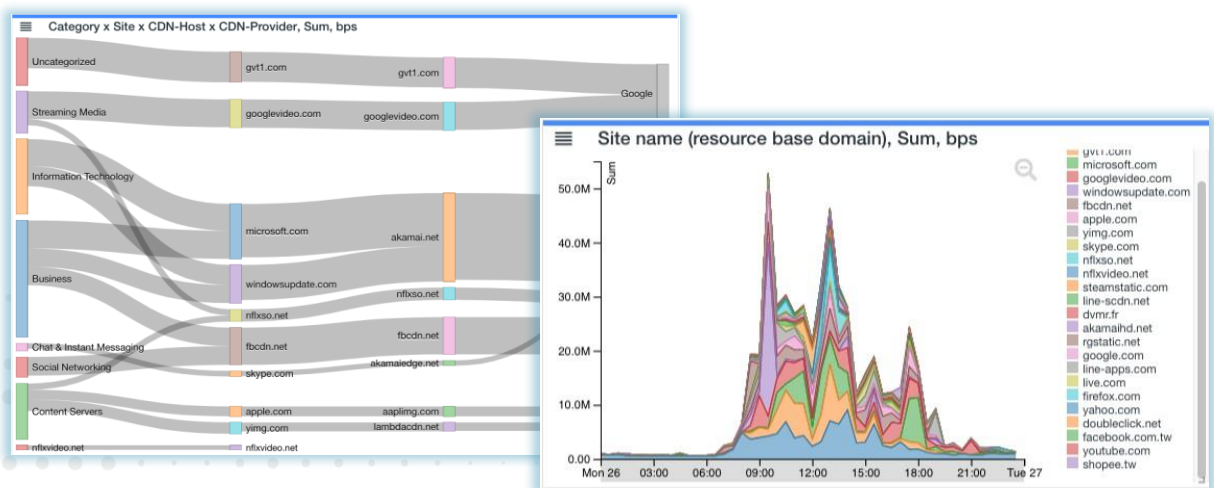 Category x Site x CDN-Host x CDN-Provider, Sum, bps
Uncategorized
gvt1.com
gvt1.com
Google
Streaming Media
googlevideo.com
googlevideo.com
Information Technology
microsoft.com
akamai.net
Business
windowsupdate.com
nflxso.net
nflxso.net
fbcdn.net
fbcdn.net
Chat & Instant Messaging
akamaiedge.net
Social Networking
skype.com
Content Servers
apple.com
aaplimg.com
yimg.com
lambdacdn.net
nflxvideo.net
nflxvideo.net
Site name (resource base domain), Sum, bps
Sum
50.0M
40.0M
30.0M
20.0M
10.0M
0.00
Mon 26 03:00 06:00 09:00 12:00 15:00 18:00 21:00 Tue 27
gvt1.com
microsoft.com
googlevideo.com
windowsupdate.com
fbcdn.net
apple.com
yimg.com
skype.com
nflxso.net
nflxvideo.net
steamstatic.com
line-scdn.net
dvmr.fr
akamaihd.net
rgstatic.net
google.com
line-apps.com
live.com
firefox.com
yahoo.com
doubleclick.net
facebook.com.tw
youtube.com
shopee.tw